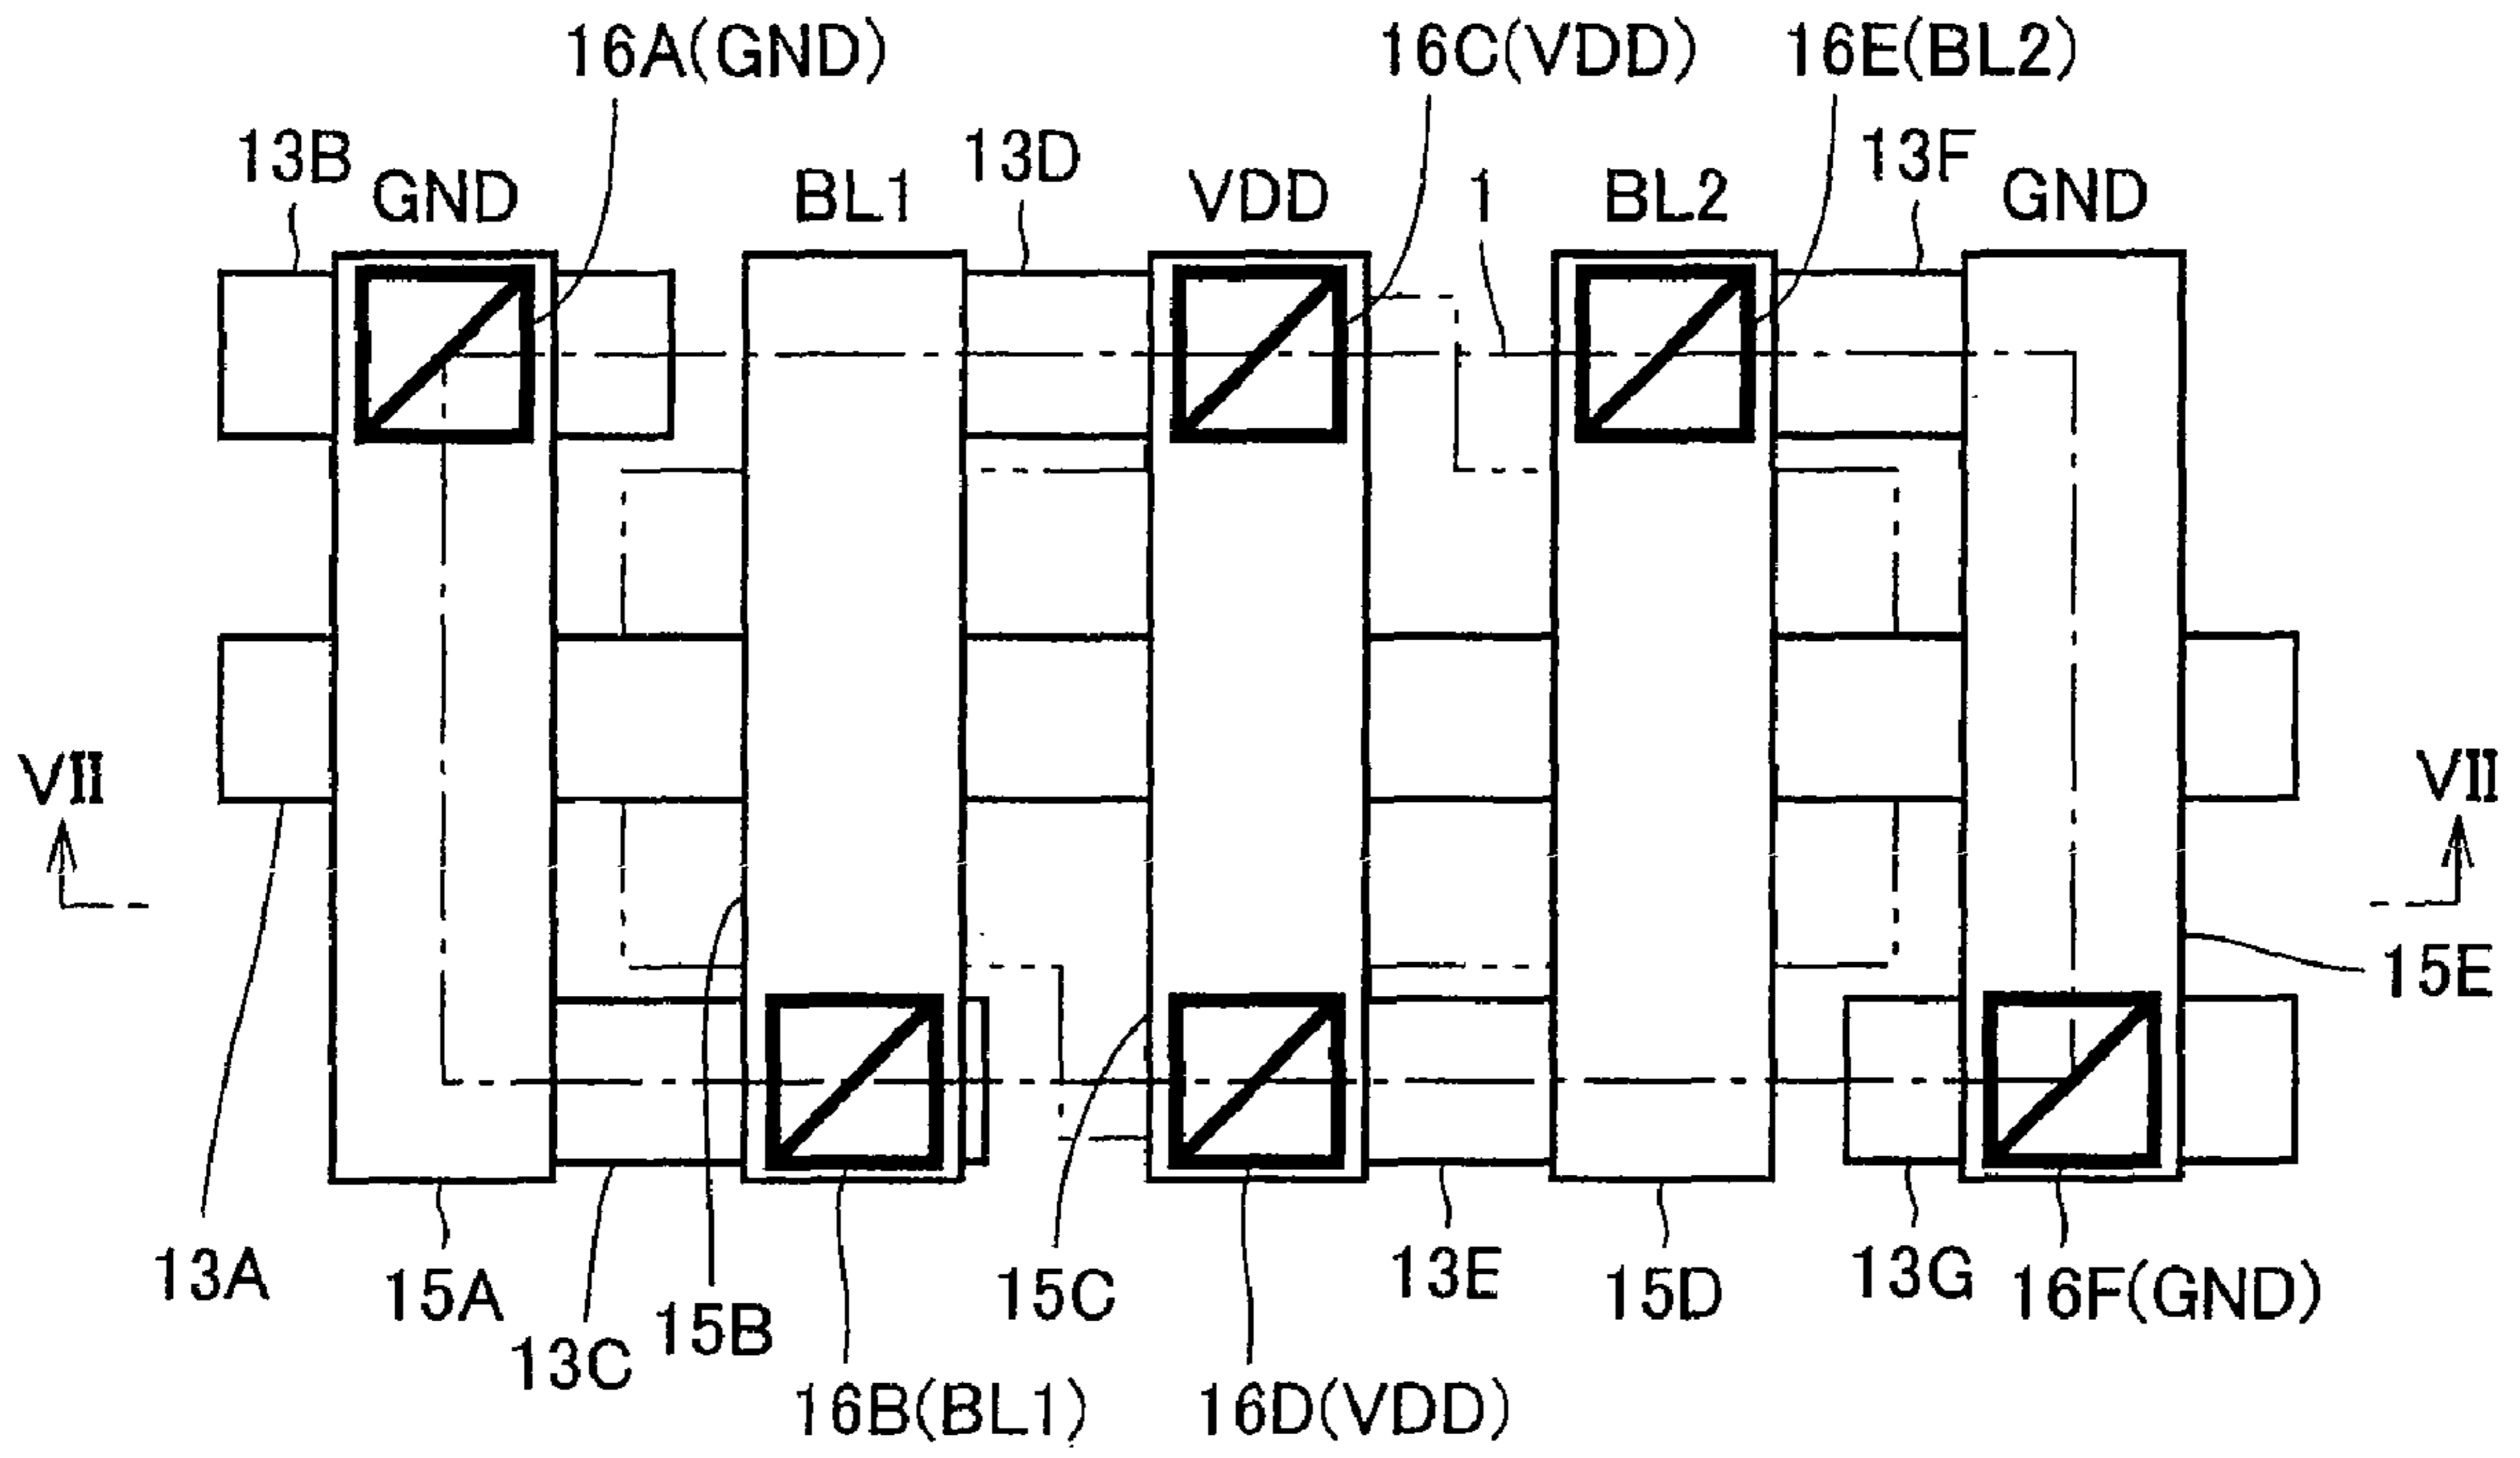 16A(GND) 16C(VDD) 16E(BL2)
13B 13D 13F
GND BL1 VDD 1 BL2 GND
VII VII
15E
13A 15A 15C 13E 15D 13G 16F(GND)
13C 15B
16B(BL1) 16D(VDD)